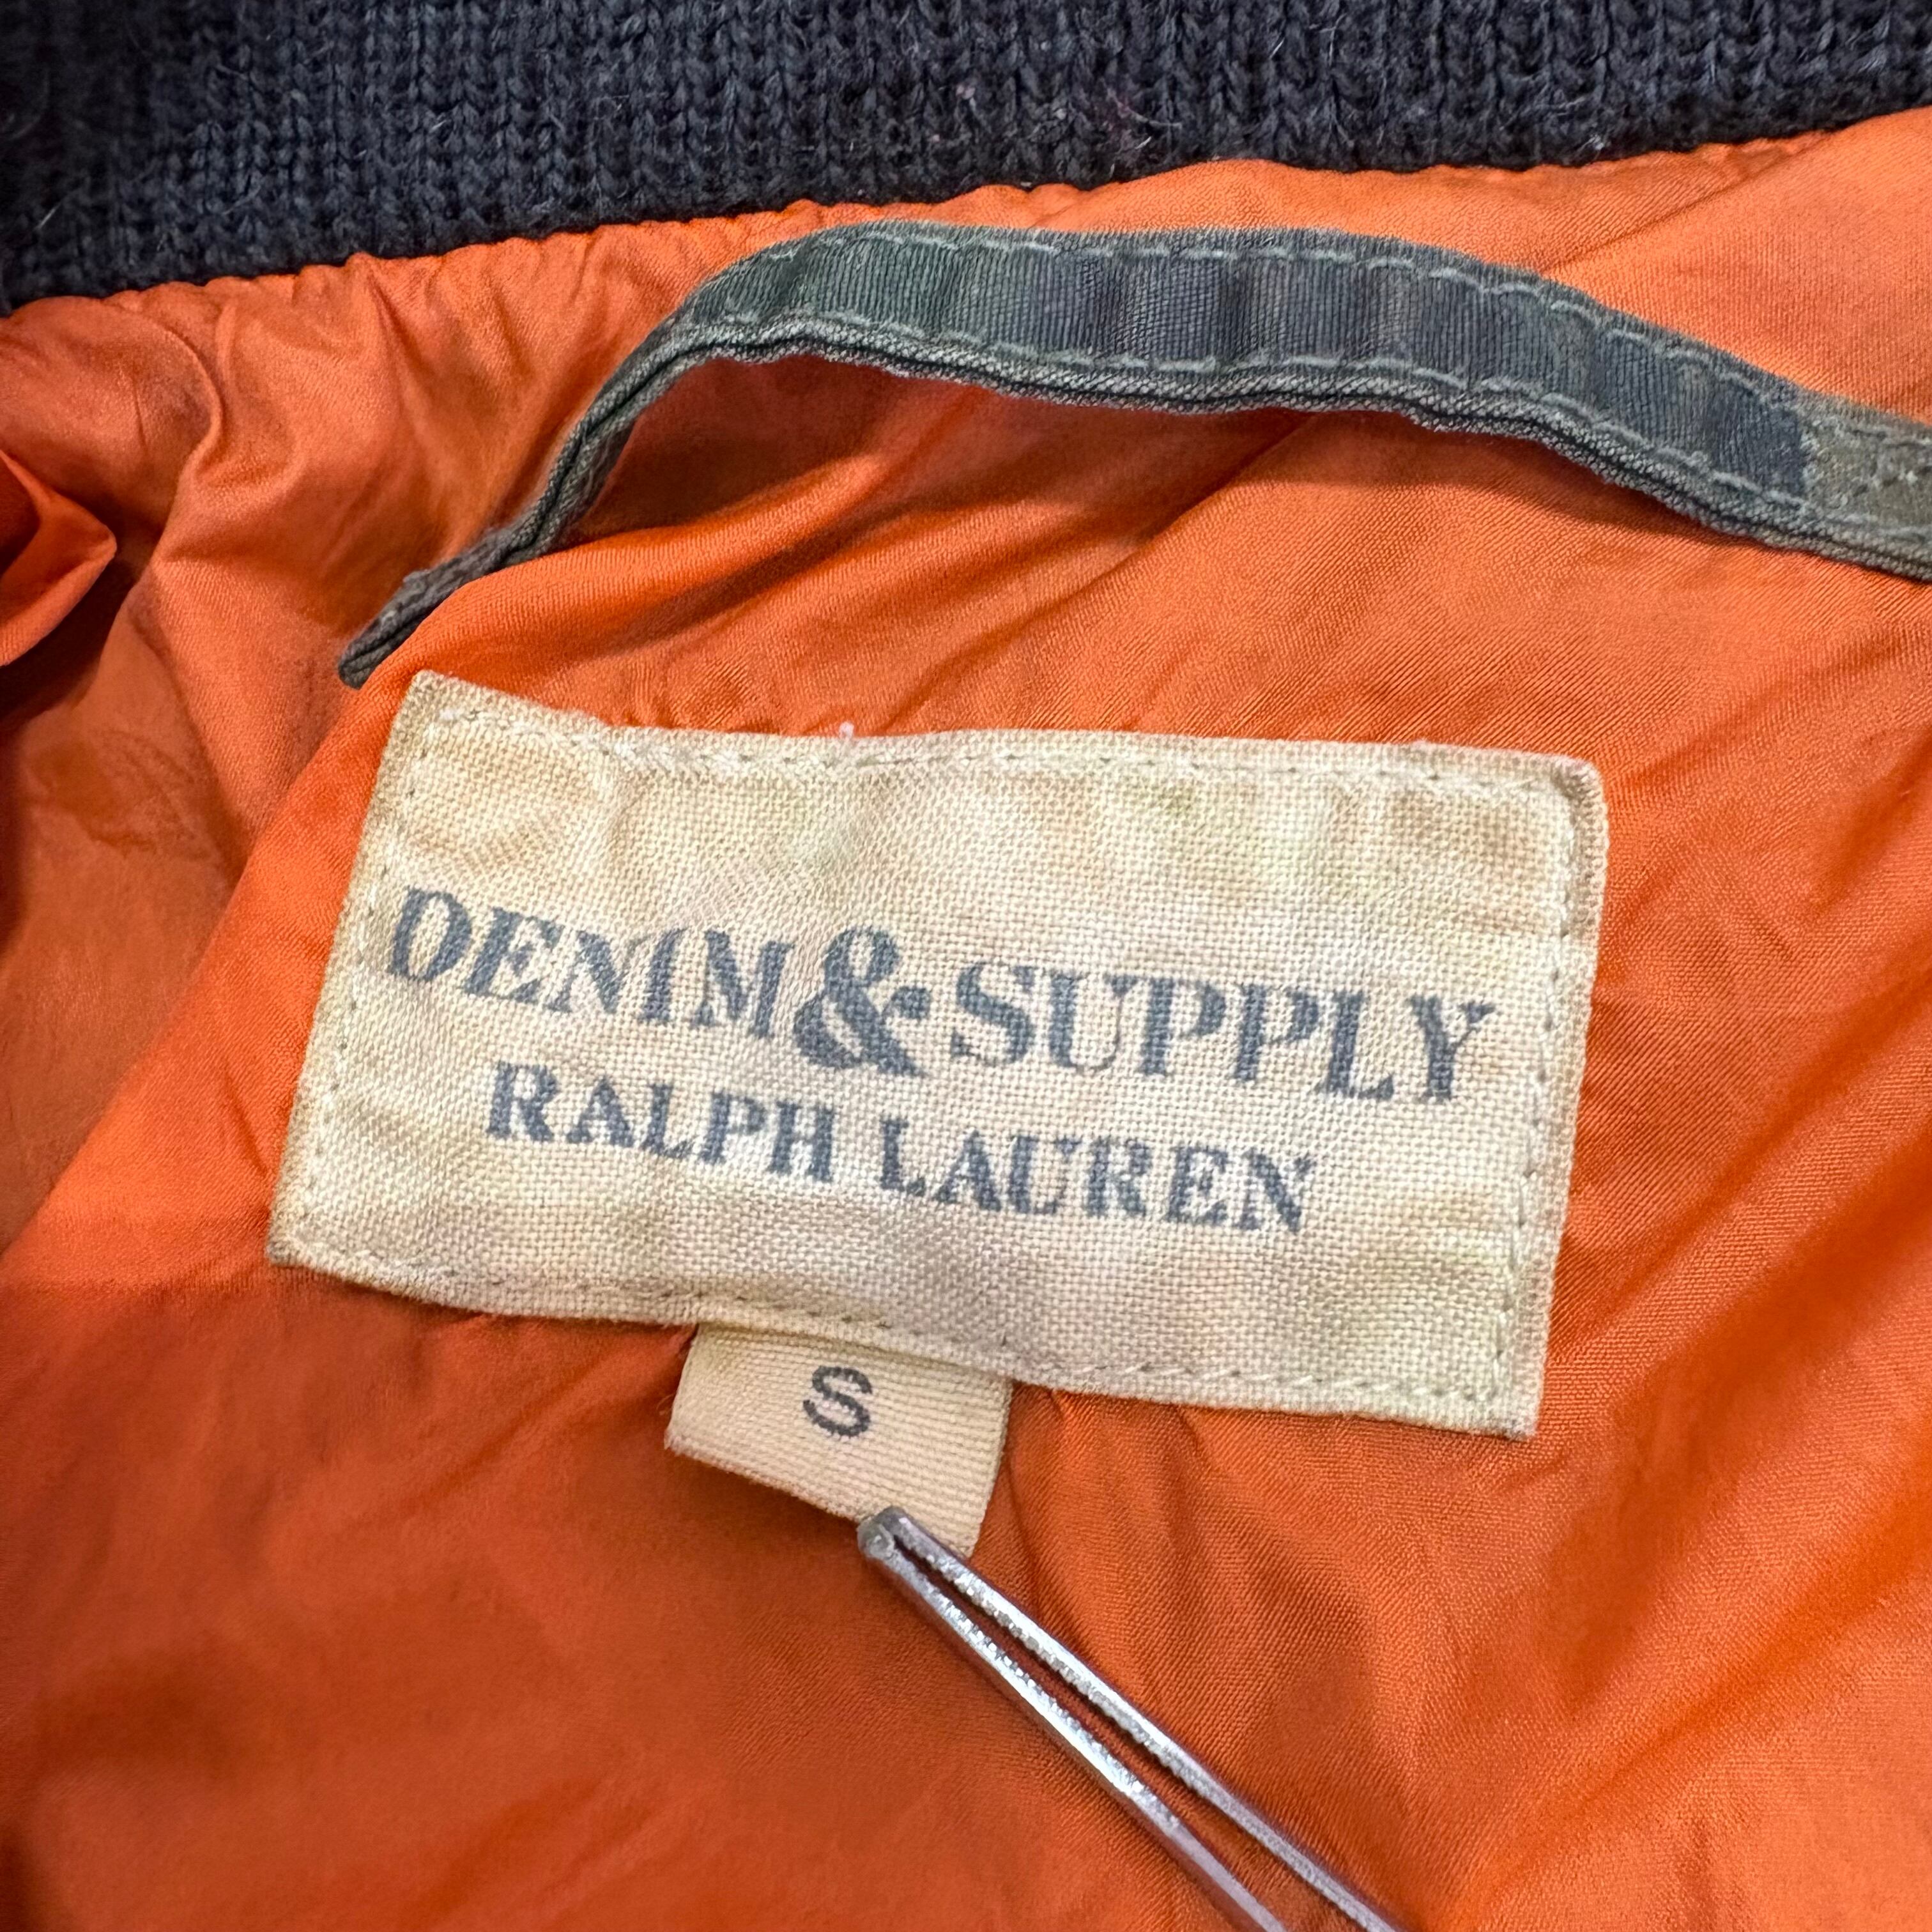 DENIM & SUPPLY
RALPH LAUREN
S